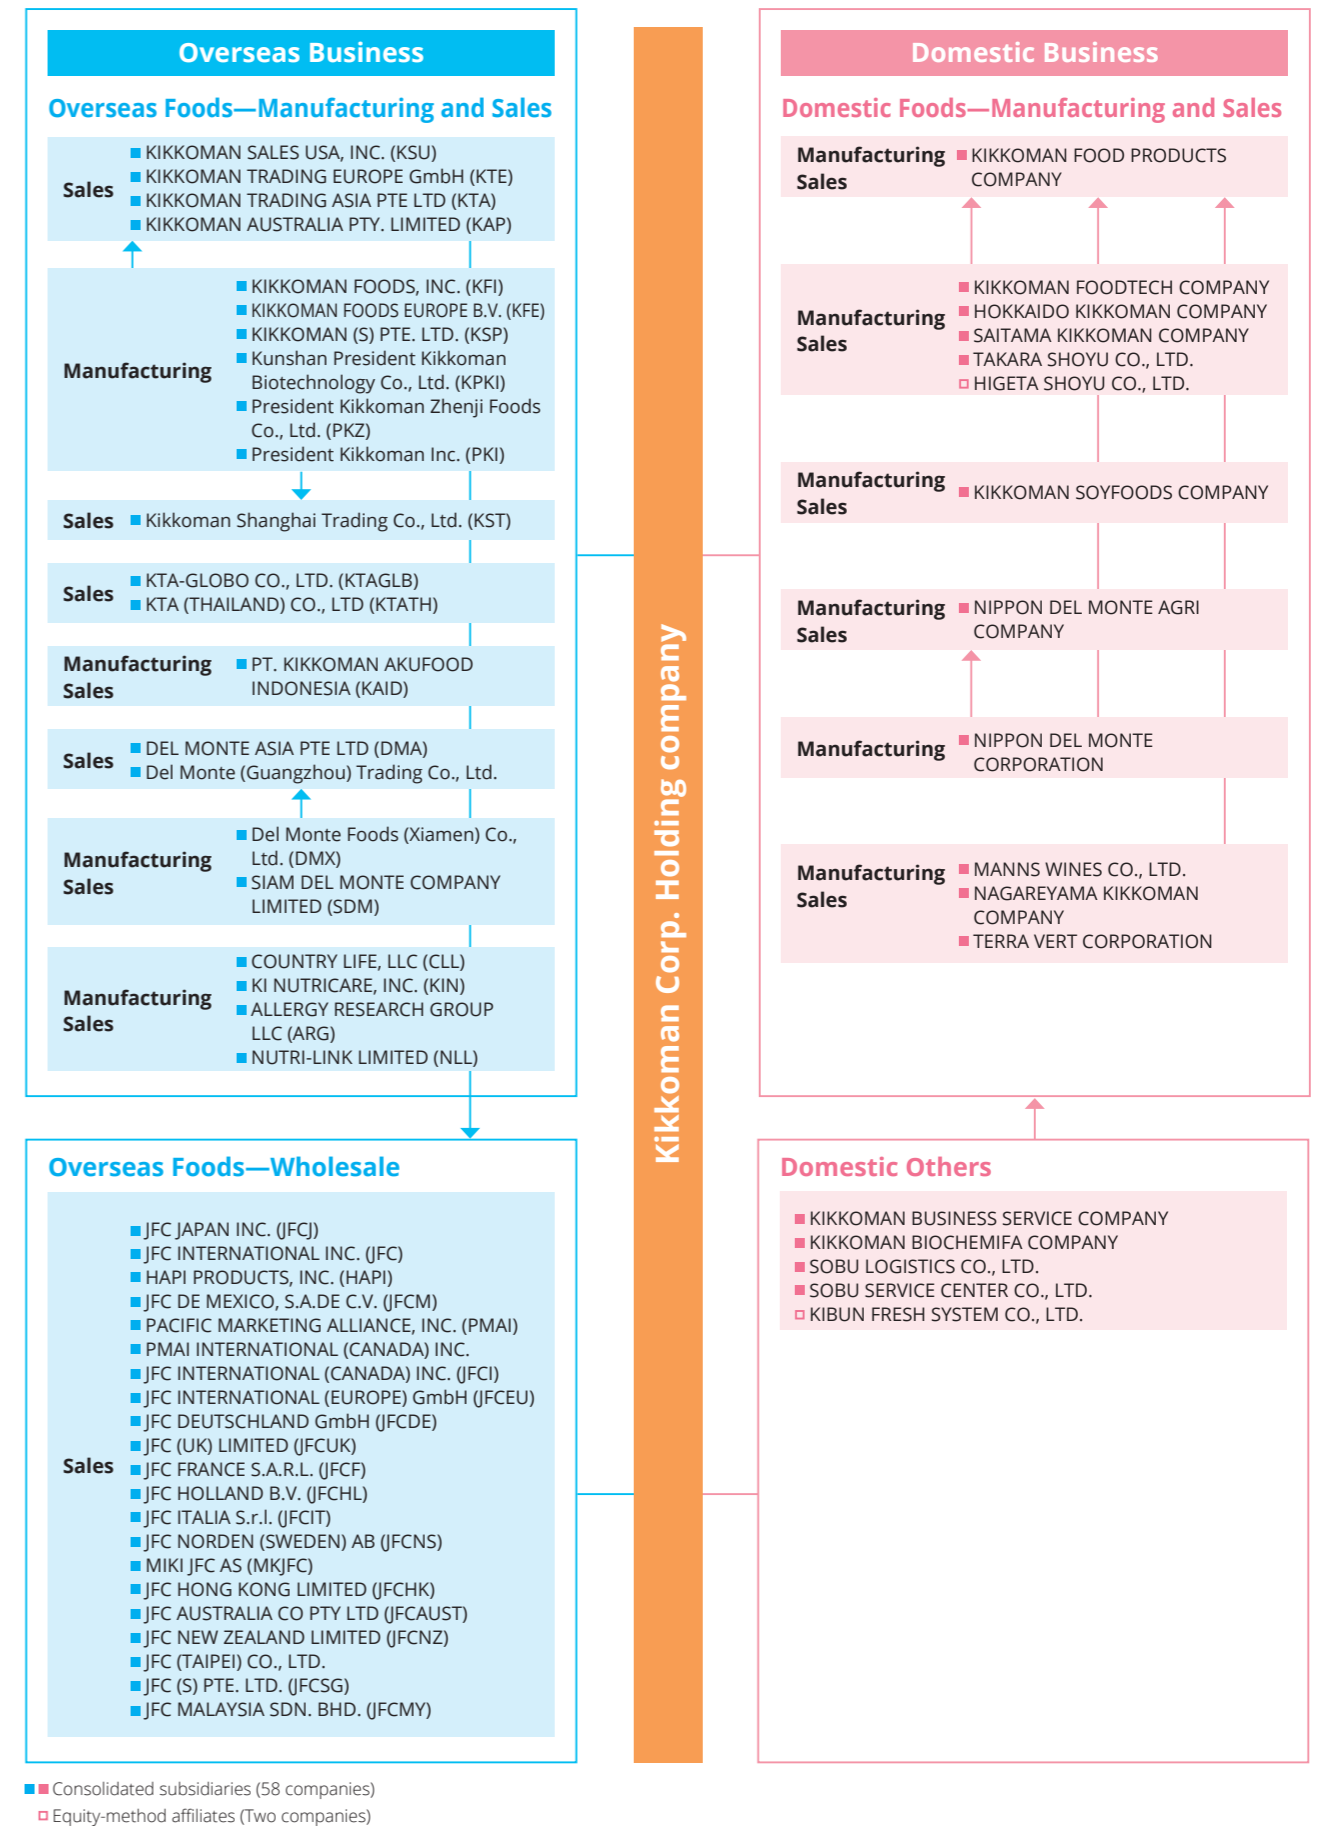 Overseas Business
Overseas Foods—Manufacturing and Sales
Sales
KIKKOMAN SALES USA, INC. (KSU)
KIKKOMAN TRADING EUROPE GmbH (KTE)
KIKKOMAN TRADING ASIA PTE LTD (KTA)
KIKKOMAN AUSTRALIA PTY. LIMITED (KAP)
Manufacturing
KIKKOMAN FOODS, INC. (KFI)
KIKKOMAN FOODS EUROPE B.V. (KFE)
KIKKOMAN (S) PTE. LTD. (KSP)
Kunshan President Kikkoman
Biotechnology Co., Ltd. (KPKI)
President Kikkoman Zhenji Foods
Co., Ltd. (PKZ)
President Kikkoman Inc. (PKI)
Sales
Kikkoman Shanghai Trading Co., Ltd. (KST)
Sales
KTA-GLOBO CO., LTD. (KTAGLB)
KTA (THAILAND) CO., LTD (KTATH)
Manufacturing
Sales
PT. KIKKOMAN AKUFOOD
INDONESIA (KAID)
Sales
DEL MONTE ASIA PTE LTD (DMA)
Del Monte (Guangzhou) Trading Co., Ltd.
Manufacturing
Sales
Del Monte Foods (Xiamen) Co.,
Ltd. (DMX)
SIAM DEL MONTE COMPANY
LIMITED (SDM)
Manufacturing
Sales
COUNTRY LIFE, LLC (CLL)
KI NUTRICARE, INC. (KIN)
ALLERGY RESEARCH GROUP
LLC (ARG)
NUTRI-LINK LIMITED (NLL)
Overseas Foods—Wholesale
Sales
JFC JAPAN INC. (JFCJ)
JFC INTERNATIONAL INC. (JFC)
HAPI PRODUCTS, INC. (HAPI)
JFC DE MEXICO, S.A.DE C.V. (JFCM)
PACIFIC MARKETING ALLIANCE, INC. (PMAI)
PMAI INTERNATIONAL (CANADA) INC.
JFC INTERNATIONAL (CANADA) INC. (JFCI)
JFC INTERNATIONAL (EUROPE) GmbH (JFCEU)
JFC DEUTSCHLAND GmbH (JFCDE)
JFC (UK) LIMITED (JFCUK)
JFC FRANCE S.A.R.L. (JFCF)
JFC HOLLAND B.V. (JFCHL)
JFC ITALIA S.r.l. (JFCIT)
JFC NORDEN (SWEDEN) AB (JFCNS)
MIKI JFC AS (MKJFC)
JFC HONG KONG LIMITED (JFCHK)
JFC AUSTRALIA CO PTY LTD (JFCAUST)
JFC NEW ZEALAND LIMITED (JFCNZ)
JFC (TAIPEI) CO., LTD.
JFC (S) PTE. LTD. (JFCSG)
JFC MALAYSIA SDN. BHD. (JFCMY)
Kikkoman Corp. Holding company
Domestic Business
Domestic Foods—Manufacturing and Sales
Manufacturing
Sales
KIKKOMAN FOOD PRODUCTS
COMPANY
Manufacturing
Sales
KIKKOMAN FOODTECH COMPANY
HOKKAIDO KIKKOMAN COMPANY
SAITAMA KIKKOMAN COMPANY
TAKARA SHOYU CO., LTD.
HIGETA SHOYU CO., LTD.
Manufacturing
Sales
KIKKOMAN SOYFOODS COMPANY
Manufacturing
Sales
NIPPON DEL MONTE AGRI
COMPANY
Manufacturing
NIPPON DEL MONTE
CORPORATION
Manufacturing
Sales
MANNS WINES CO., LTD.
NAGAREYAMA KIKKOMAN
COMPANY
TERRA VERT CORPORATION
Domestic Others
KIKKOMAN BUSINESS SERVICE COMPANY
KIKKOMAN BIOCHEMIFA COMPANY
SOBU LOGISTICS CO., LTD.
SOBU SERVICE CENTER CO., LTD.
KIBUN FRESH SYSTEM CO., LTD.
Consolidated subsidiaries (58 companies)
Equity-method affiliates (Two companies)